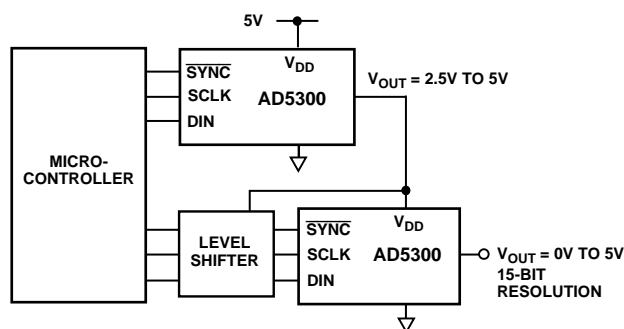 5V
MICRO-
CONTROLLER
SYNC
SCLK
DIN
VDD
AD5300
VOUT = 2.5V TO 5V
LEVEL
SHIFTER
SYNC
SCLK
DIN
VDD
AD5300
VOUT = 0V TO 5V
15-BIT
RESOLUTION